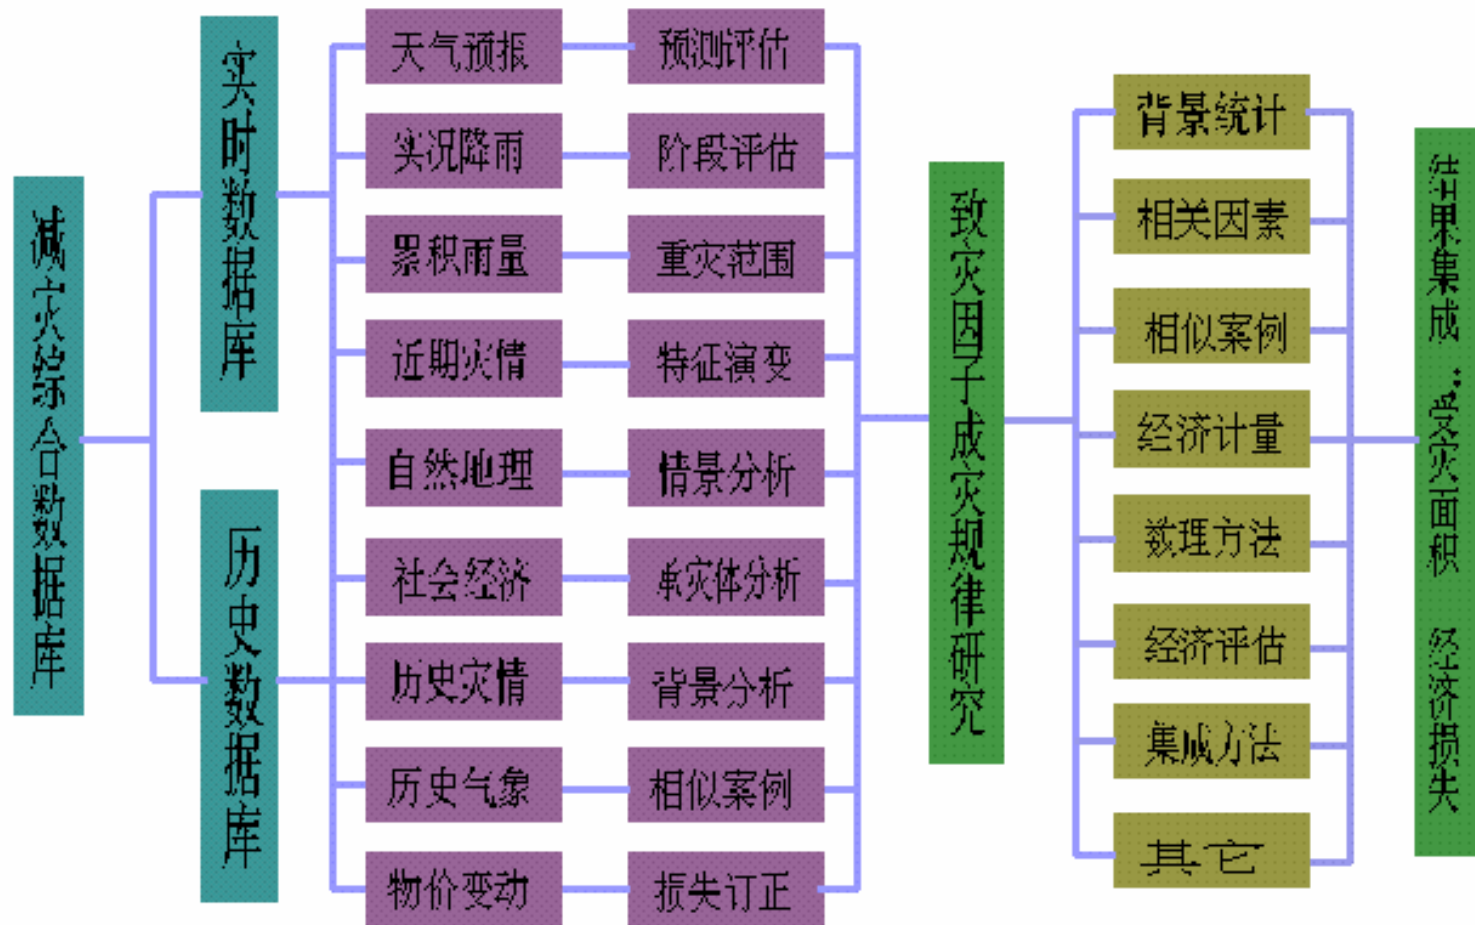 减灾综合数据库
实时数据库
历史数据库
天气预报
预测评估
实况降雨
阶段评估
累积雨量
重灾范围
近期灾情
特征演变
自然地理
情景分析
社会经济
单灾体分析
历史灾情
背景分析
历史气象
相似案例
物价变动
损失订正
致灾因子成灾规律研究
背景统计
相关因素
相似案例
经济计量
数理方法
经济评估
集成方法
其它
结果集成:受灾面积 经济损失